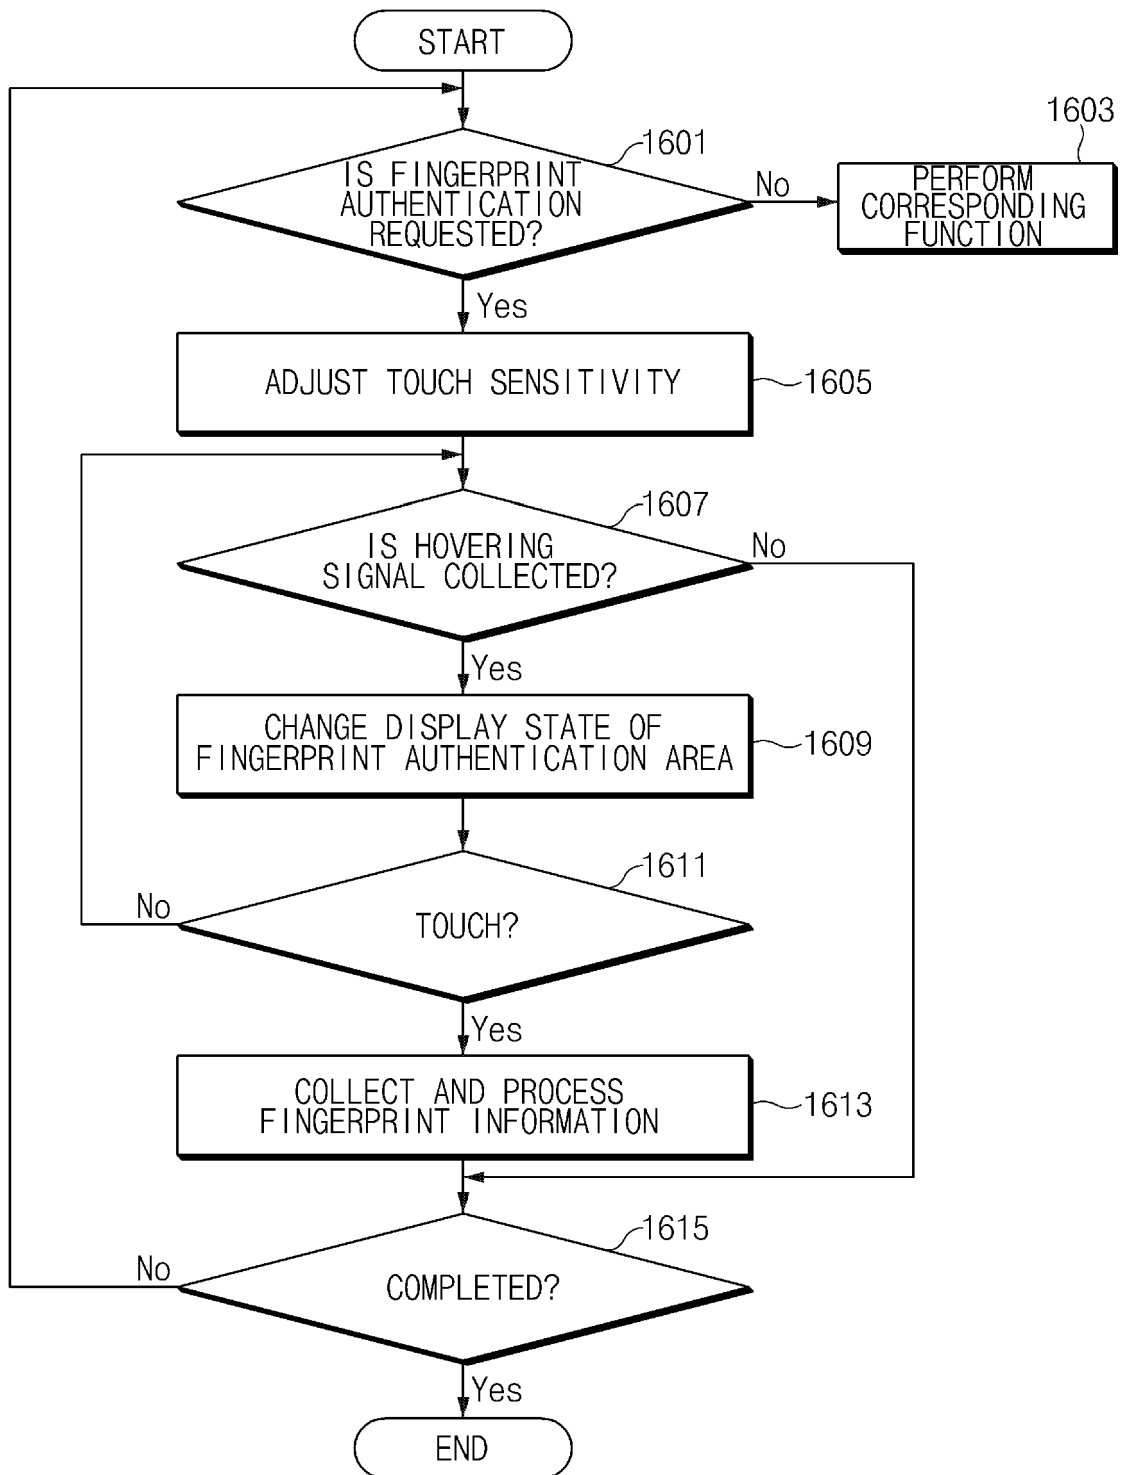 START
1601
1603
IS FINGERPRINT
AUTHENTICATION
REQUESTED?
No
PERFORM
CORRESPONDING
FUNCTION
Yes
ADJUST TOUCH SENSITIVITY
1605
1607
IS HOVERING
SIGNAL COLLECTED?
No
Yes
CHANGE DISPLAY STATE OF
FINGERPRINT AUTHENTICATION AREA
1609
1611
No
TOUCH?
Yes
COLLECT AND PROCESS
FINGERPRINT INFORMATION
1613
1615
No
COMPLETED?
Yes
END